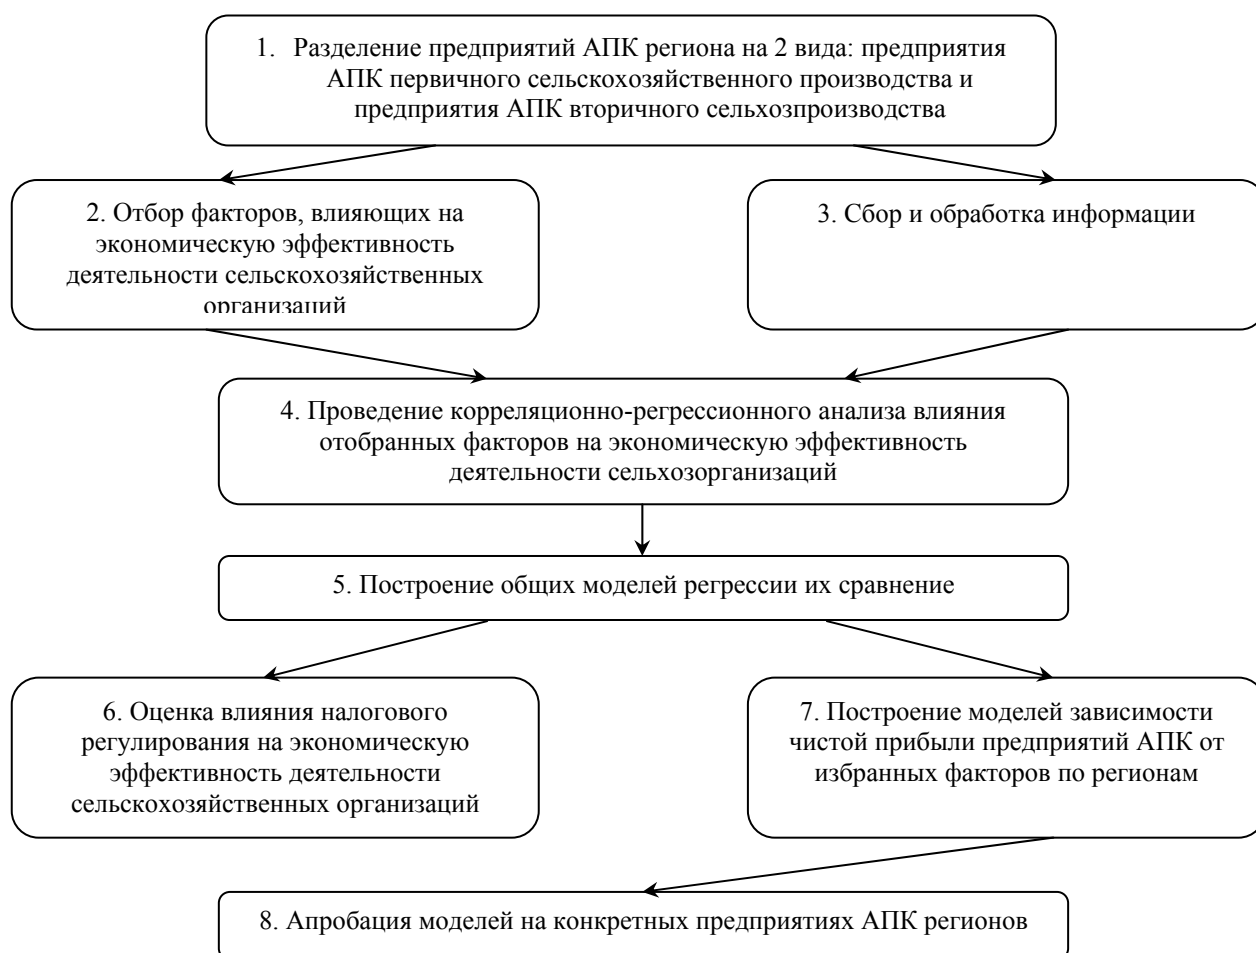 1. Разделение предприятий АПК региона на 2 вида: предприятия
АПК первичного сельскохозяйственного производства и
предприятия АПК вторичного сельхозпроизводства
2. Отбор факторов, влияющих на
экономическую эффективность
деятельности сельскохозяйственных
организаций
3. Сбор и обработка информации
4. Проведение корреляционно-регрессионного анализа влияния
отобранных факторов на экономическую эффективность
деятельности сельхозорганизаций
5. Построение общих моделей регрессии их сравнение
6. Оценка влияния налогового
регулирования на экономическую
эффективность деятельности
сельскохозяйственных организаций
7. Построение моделей зависимости
чистой прибыли предприятий АПК от
избранных факторов по регионам
8. Апробация моделей на конкретных предприятиях АПК регионов